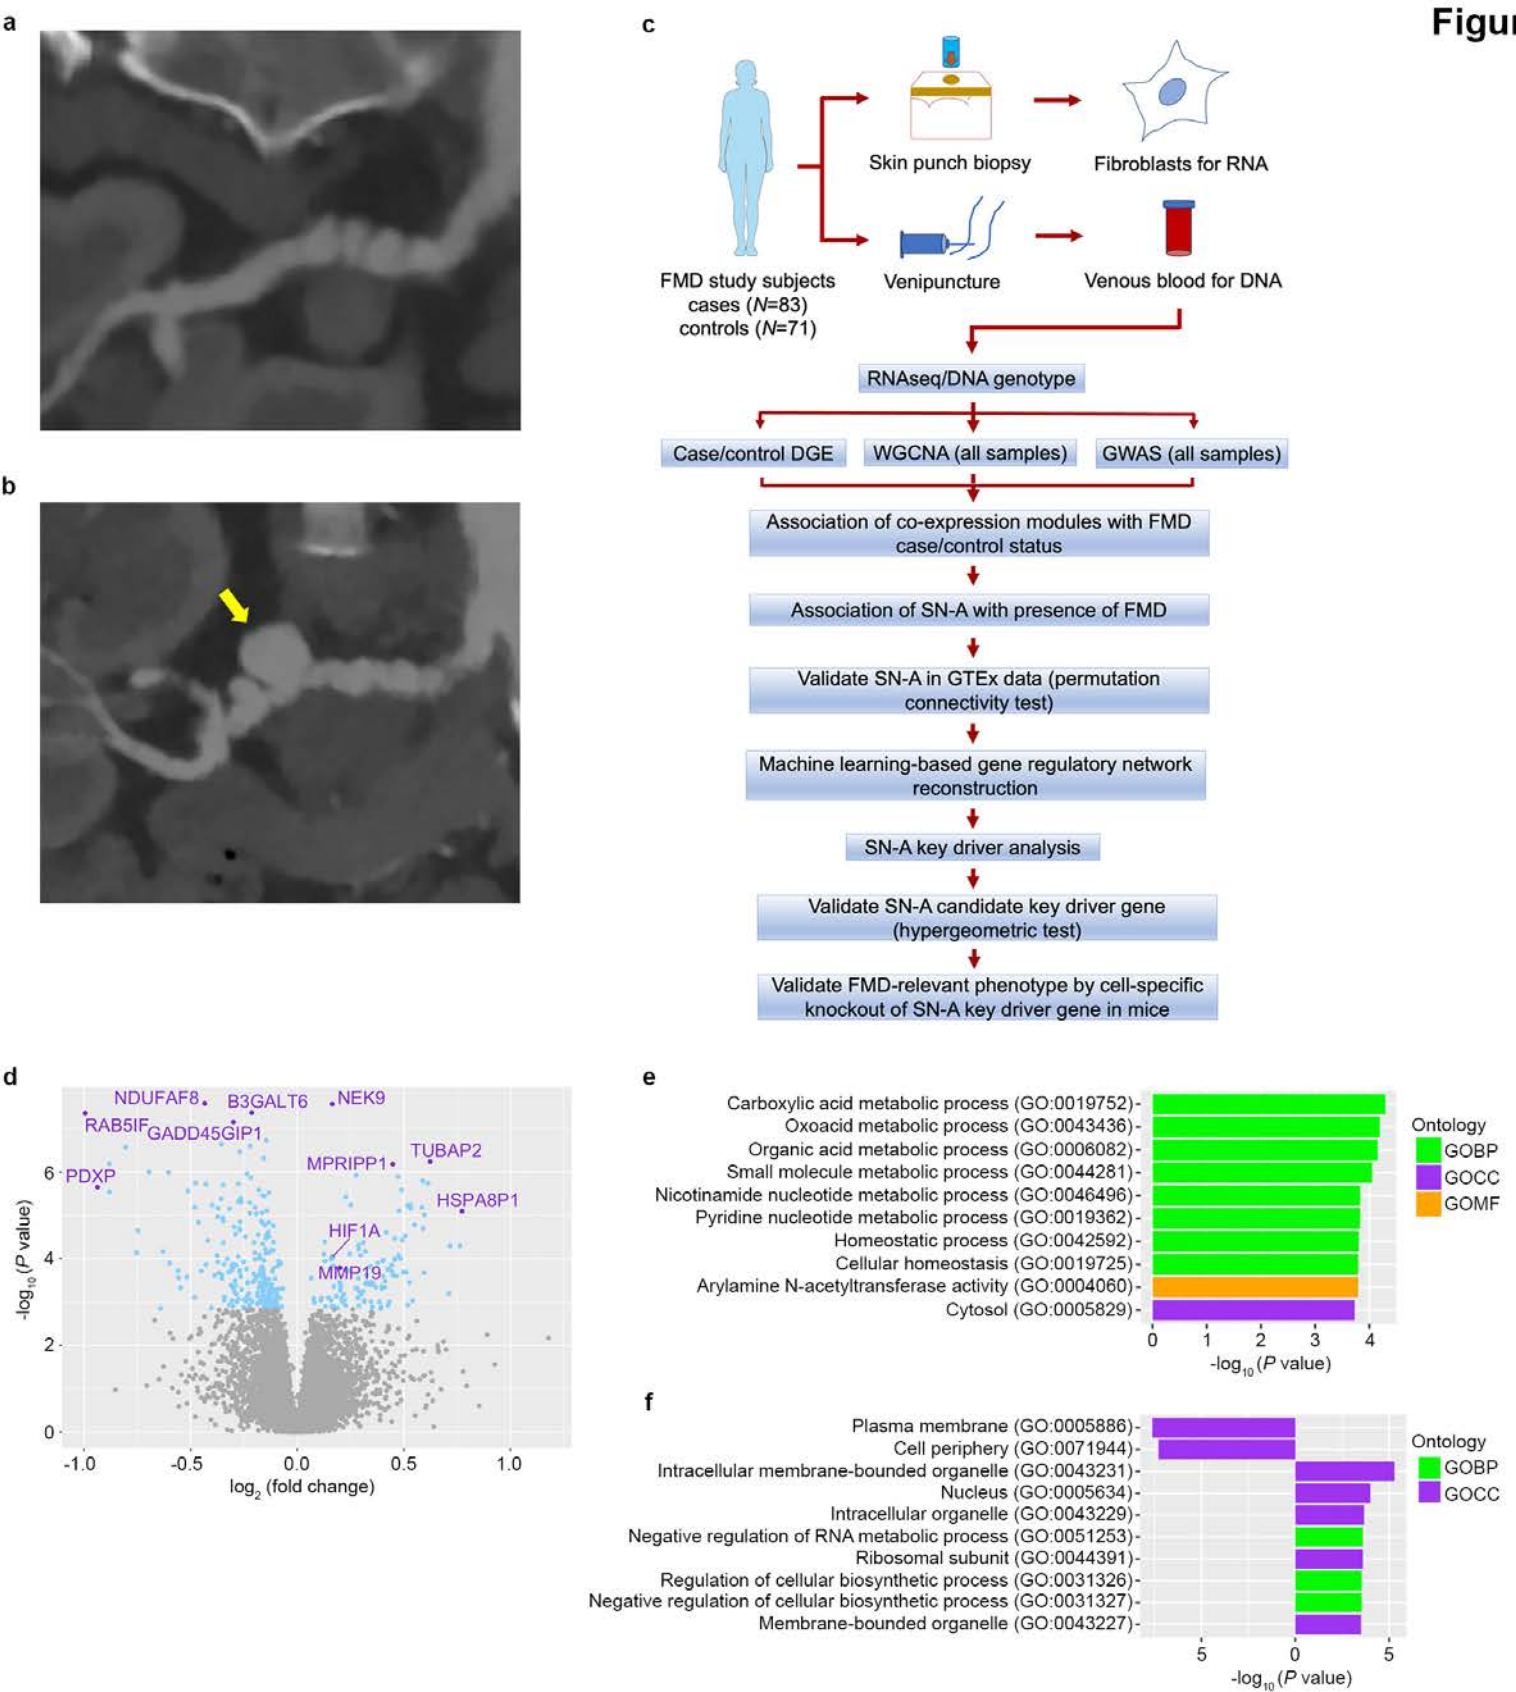 Figur
a
b
c
Skin punch biopsy
Fibroblasts for RNA
FMD study subjects
cases (N=83)
controls (N=71)
Venipuncture
Venous blood for DNA
RNAseq/DNA genotype
Case/control DGE
WGCNA (all samples)
GWAS (all samples)
Association of co-expression modules with FMD
case/control status
Association of SN-A with presence of FMD
Validate SN-A in GTEx data (permutation
connectivity test)
Machine learning-based gene regulatory network
reconstruction
SN-A key driver analysis
Validate SN-A candidate key driver gene
(hypergeometric test)
Validate FMD-relevant phenotype by cell-specific
knockout of SN-A key driver gene in mice
d
NDUFAF8
B3GALT6
NEK9
RAB5IF
GADD45GIP1
MPRIPP1
TUBAP2
PDXP
HSPA8P1
HIF1A
MMP19
6
4
2
0
-log10 (P value)
-1.0
-0.5
0.0
0.5
1.0
log2 (fold change)
e
Carboxylic acid metabolic process (GO:0019752)
Oxoacid metabolic process (GO:0043436)
Organic acid metabolic process (GO:0006082)
Small molecule metabolic process (GO:0044281)
Nicotinamide nucleotide metabolic process (GO:0046496)
Pyridine nucleotide metabolic process (GO:0019362)
Homeostatic process (GO:0042592)
Cellular homeostasis (GO:0019725)
Arylamine N-acetyltransferase activity (GO:0004060)
Cytosol (GO:0005829)
0
1
2
3
4
-log10 (P value)
Ontology
GOBP
GOCC
GOMF
f
Plasma membrane (GO:0005886)
Cell periphery (GO:0071944)
Intracellular membrane-bounded organelle (GO:0043231)
Nucleus (GO:0005634)
Intracellular organelle (GO:0043229)
Negative regulation of RNA metabolic process (GO:0051253)
Ribosomal subunit (GO:0044391)
Regulation of cellular biosynthetic process (GO:0031326)
Negative regulation of cellular biosynthetic process (GO:0031327)
Membrane-bounded organelle (GO:0043227)
5
0
5
-log10 (P value)
Ontology
GOBP
GOCC